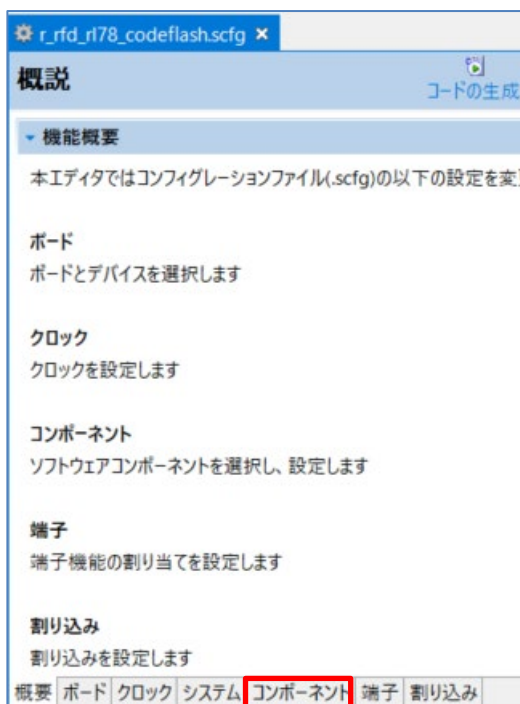 r_rfd_rl78_codeflash.scfg
概説
コードの生成
機能概要
本エディタではコンフィグレーションファイル(.scfg)の以下の設定を変
ボード
ボードとデバイスを選択します
クロック
クロックを設定します
コンポーネント
ソフトウェアコンポーネントを選択し、設定します
端子
端子機能の割り当てを設定します
割り込み
割り込みを設定します
概要 ボード クロック システム コンポーネント 端子 割り込み